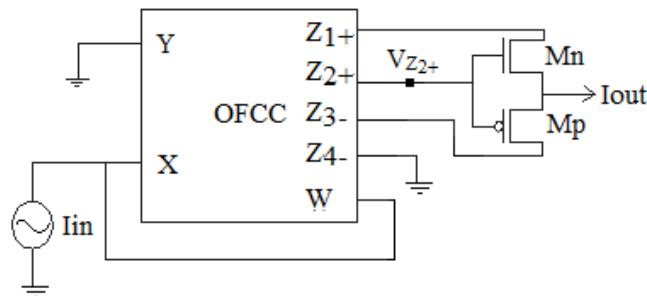 Y
Z1+
Z2+
VZ2+
Mn
Iout
OFCC
Z3-
Mp
X
Z4-
W
Iin